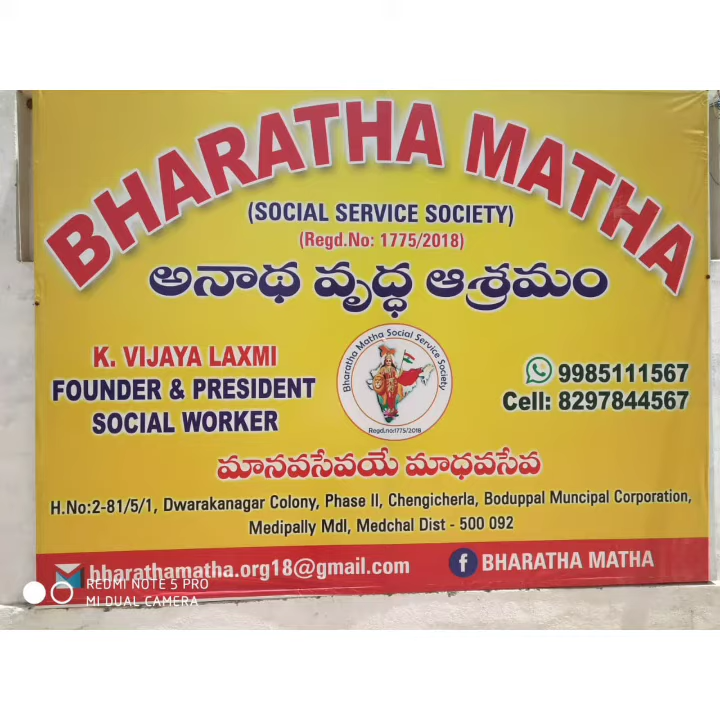 BHARATHA MATHA
(SOCIAL SERVICE SOCIETY)
(Regd.No: 1775/2018)
అనాథ వృద్ధ ఆశ్రమం
K. VIJAYA LAXMI
FOUNDER & PRESIDENT
SOCIAL WORKER
Bharatha Matha Social Service Society
Regd.no:1775/2018
9985111567
Cell: 8297844567
మానవసేవయే మాధవసేవ
H.No:2-81/5/1, Dwarakanagar Colony, Phase II, Chengicherla, Boduppal Muncipal Corporation,
Medipally Mdl, Medchal Dist - 500 092
bharathamatha.org18@gmail.com
f BHARATHA MATHA
REDMI NOTE 5 PRO
MI DUAL CAMERA